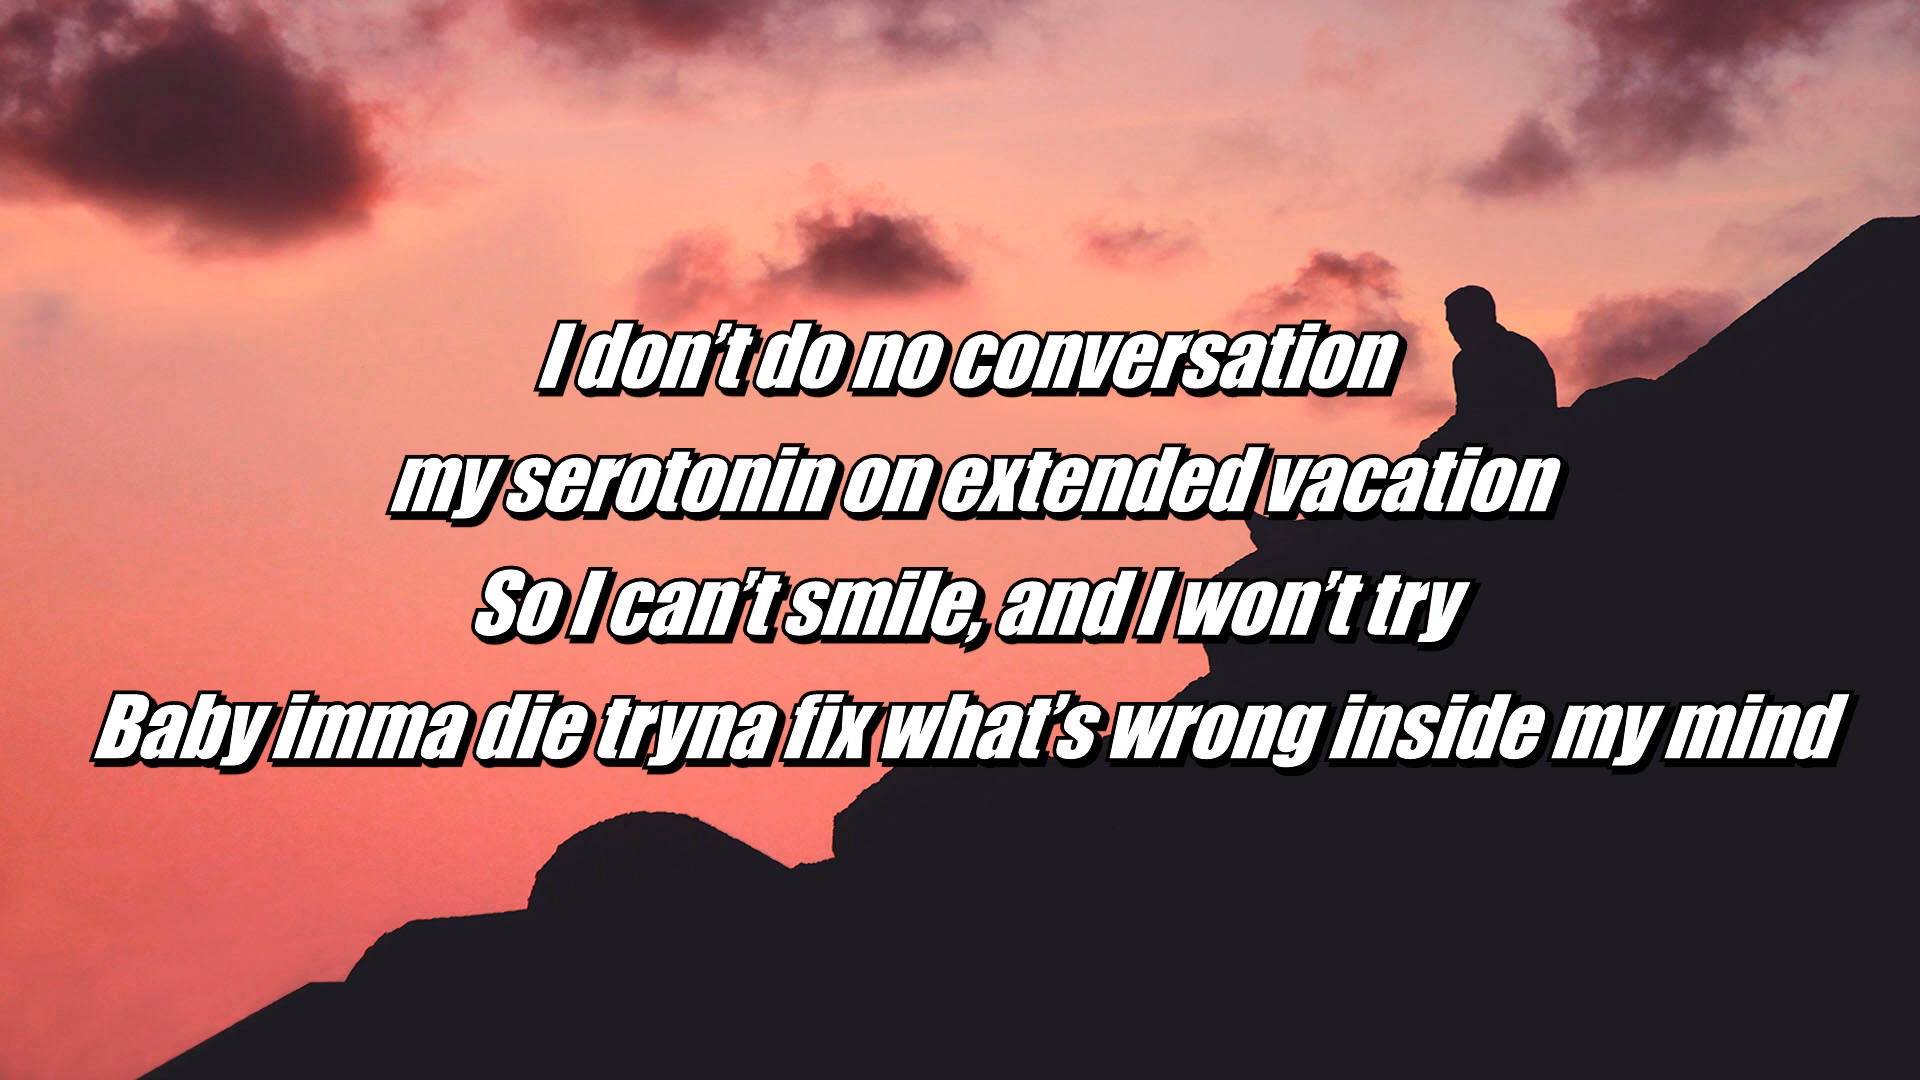 I don’t do no conversation
my serotonin on extended vacation
So I can’t smile, and I won’t try
Baby imma die tryna fix what’s wrong inside my mind